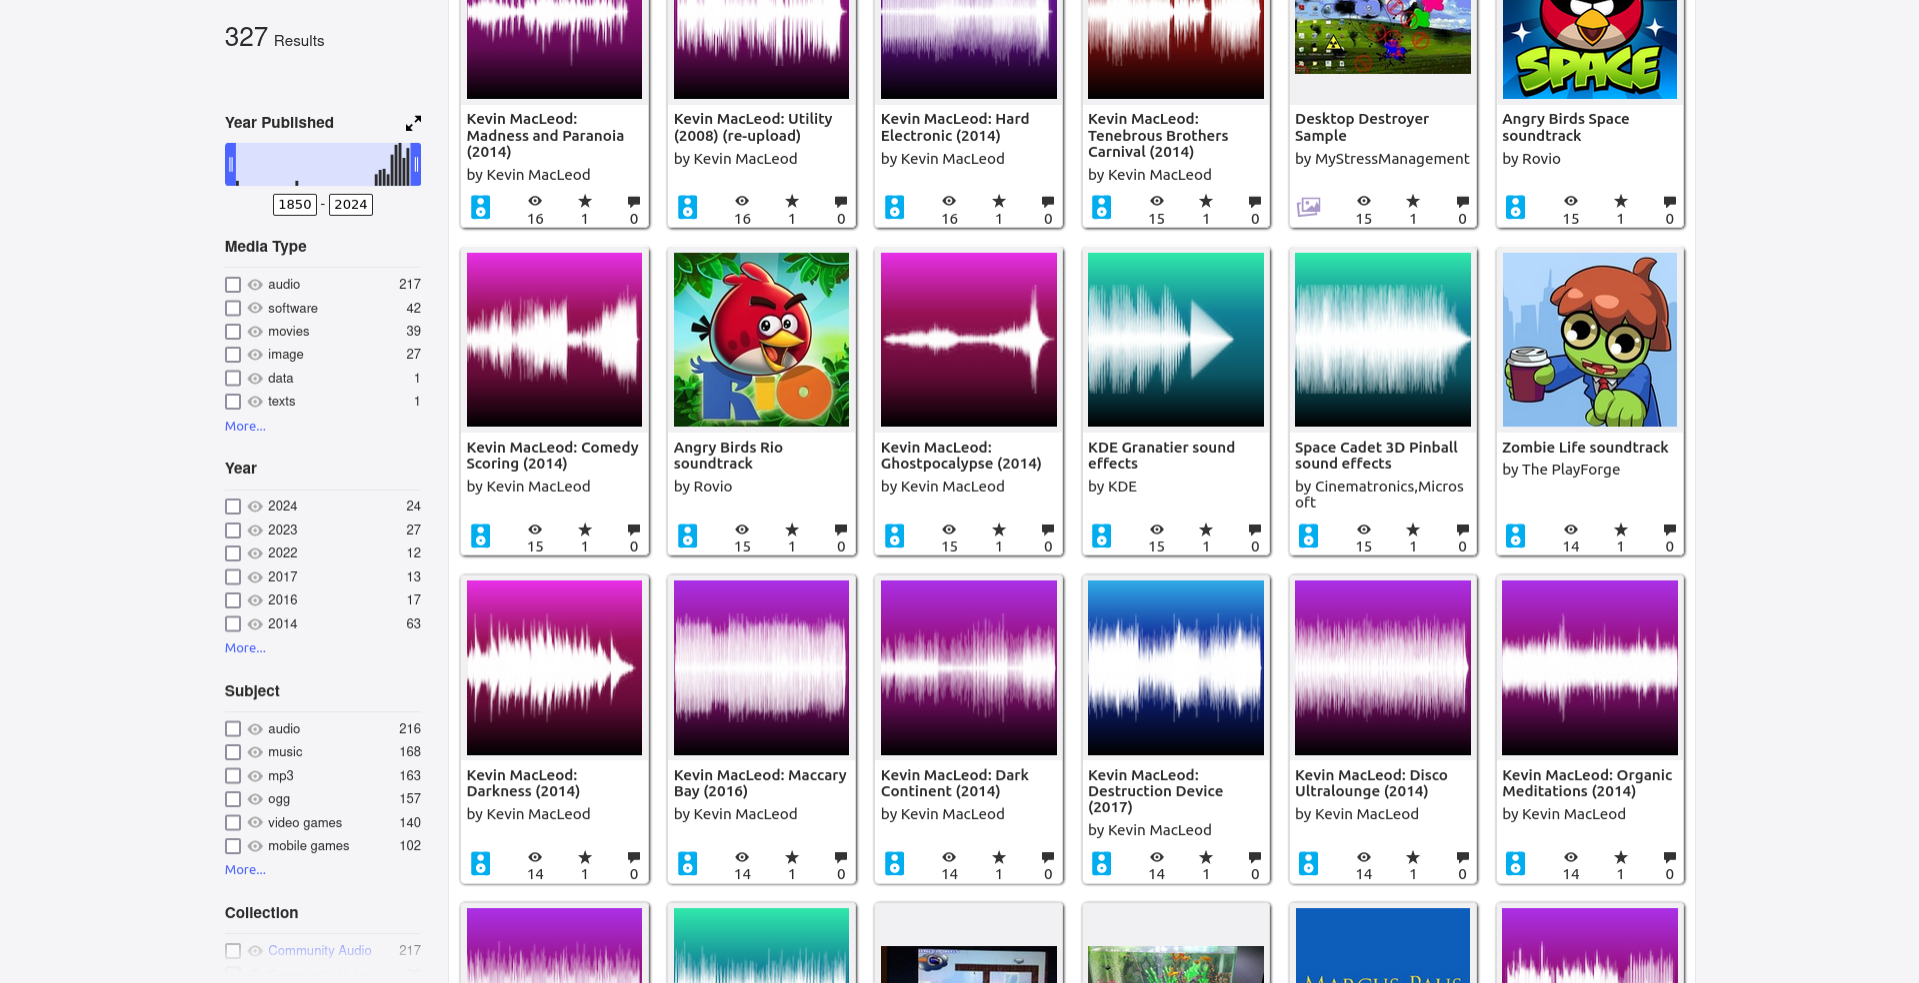 327 Results
Year Published
1850 - 2024
Media Type
audio 217
software 42
movies 39
image 27
data 1
texts 1
More...
Year
2024 24
2023 27
2022 12
2017 13
2016 17
2014 63
More...
Subject
audio 216
music 168
mp3 163
ogg 157
video games 140
mobile games 102
More...
Collection
Community Audio 217
Kevin MacLeod:
Madness and Paranoia
(2014)
by Kevin MacLeod
16 1 0
Kevin MacLeod: Utility
(2008) (re-upload)
by Kevin MacLeod
16 1 0
Kevin MacLeod: Hard
Electronic (2014)
by Kevin MacLeod
16 1 0
Kevin MacLeod:
Tenebrous Brothers
Carnival (2014)
by Kevin MacLeod
15 1 0
Desktop Destroyer
Sample
by MyStressManagement
15 1 0
SPACE
Angry Birds Space
soundtrack
by Rovio
15 1 0
Kevin MacLeod: Comedy
Scoring (2014)
by Kevin MacLeod
15 1 0
RIO
Angry Birds Rio
soundtrack
by Rovio
15 1 0
Kevin MacLeod:
Ghostpocalypse (2014)
by Kevin MacLeod
15 1 0
KDE Granatier sound
effects
by KDE
15 1 0
Space Cadet 3D Pinball
sound effects
by Cinematronics,Micros
oft
15 1 0
Zombie Life soundtrack
by The PlayForge
14 1 0
Kevin MacLeod:
Darkness (2014)
by Kevin MacLeod
14 1 0
Kevin MacLeod: Maccary
Bay (2016)
by Kevin MacLeod
14 1 0
Kevin MacLeod: Dark
Continent (2014)
by Kevin MacLeod
14 1 0
Kevin MacLeod:
Destruction Device
(2017)
by Kevin MacLeod
14 1 0
Kevin MacLeod: Disco
Ultralounge (2014)
by Kevin MacLeod
14 1 0
Kevin MacLeod: Organic
Meditations (2014)
by Kevin MacLeod
14 1 0
MARCUS PAUS